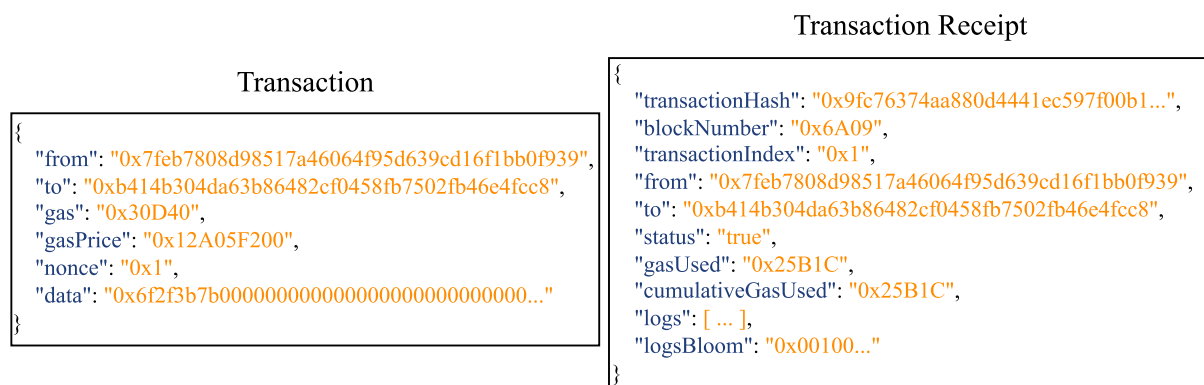 Transaction
{
"from": "0x7feb7808d98517a46064f95d639cd16f1bb0f939",
"to": "0xb414b304da63b86482cf0458fb7502fb46e4fcc8",
"gas": "0x30D40",
"gasPrice": "0x12A05F200",
"nonce": "0x1",
"data": "0x6f2f3b7b0000000000000000000000000000..."
}
Transaction Receipt
{
"transactionHash": "0x9fc76374aa880d4441ec597f00b1...",
"blockNumber": "0x6A09",
"transactionIndex": "0x1",
"from": "0x7feb7808d98517a46064f95d639cd16f1bb0f939",
"to": "0xb414b304da63b86482cf0458fb7502fb46e4fcc8",
"status": "true",
"gasUsed": "0x25B1C",
"cumulativeGasUsed": "0x25B1C",
"logs": [ ... ],
"logsBloom": "0x00100..."
}